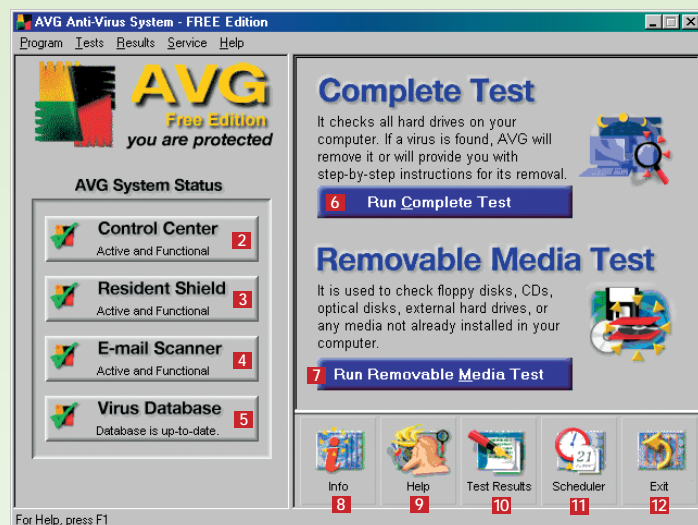 AVG Anti-Virus System - FREE Edition
Program Tests Results Service Help
AVG
Free Edition
you are protected
AVG System Status
Control Center
Active and Functional
2
Resident Shield
Active and Functional
3
E-mail Scanner
Active and Functional
4
Virus Database
Database is up-to-date.
5
Complete Test
It checks all hard drives on your
computer. If a virus is found, AVG will
remove it or will provide you with
step-by-step instructions for its removal.
6 Run Complete Test
Removable Media Test
It is used to check floppy disks, CDs,
optical disks, external hard drives, or
any media not already installed in your
computer.
7 Run Removable Media Test
21
Info Help Test Results Scheduler Exit
8 9 10 11 12
For Help, press F1